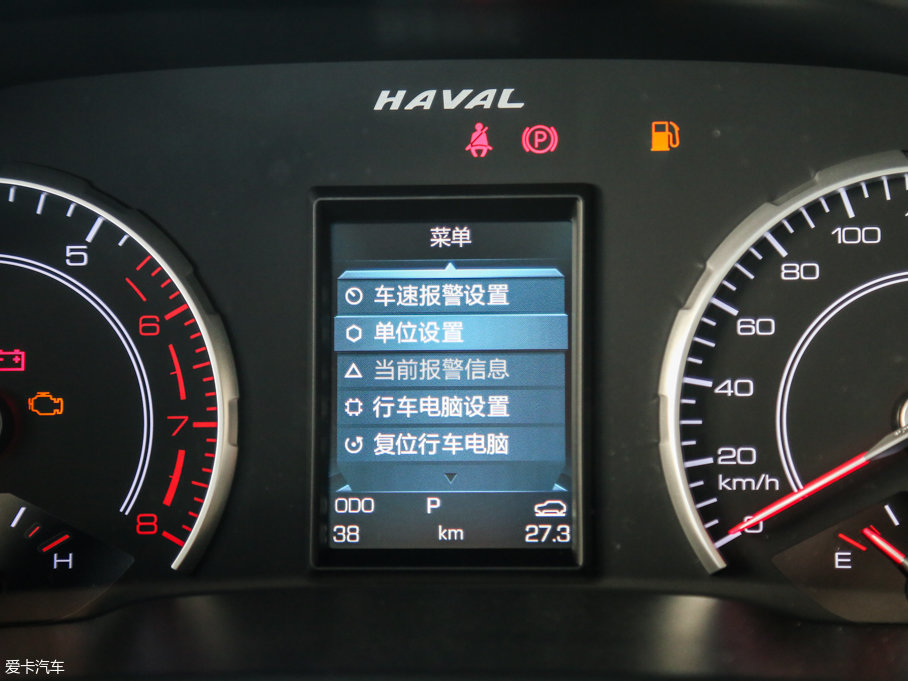 HAVAL
P
菜单
车速报警设置
单位设置
当前报警信息
行车电脑设置
复位行车电脑
ODO P
38 km 27.3
5
6
7
8
H
100
80
60
40
20
km/h
0
E
爱卡汽车